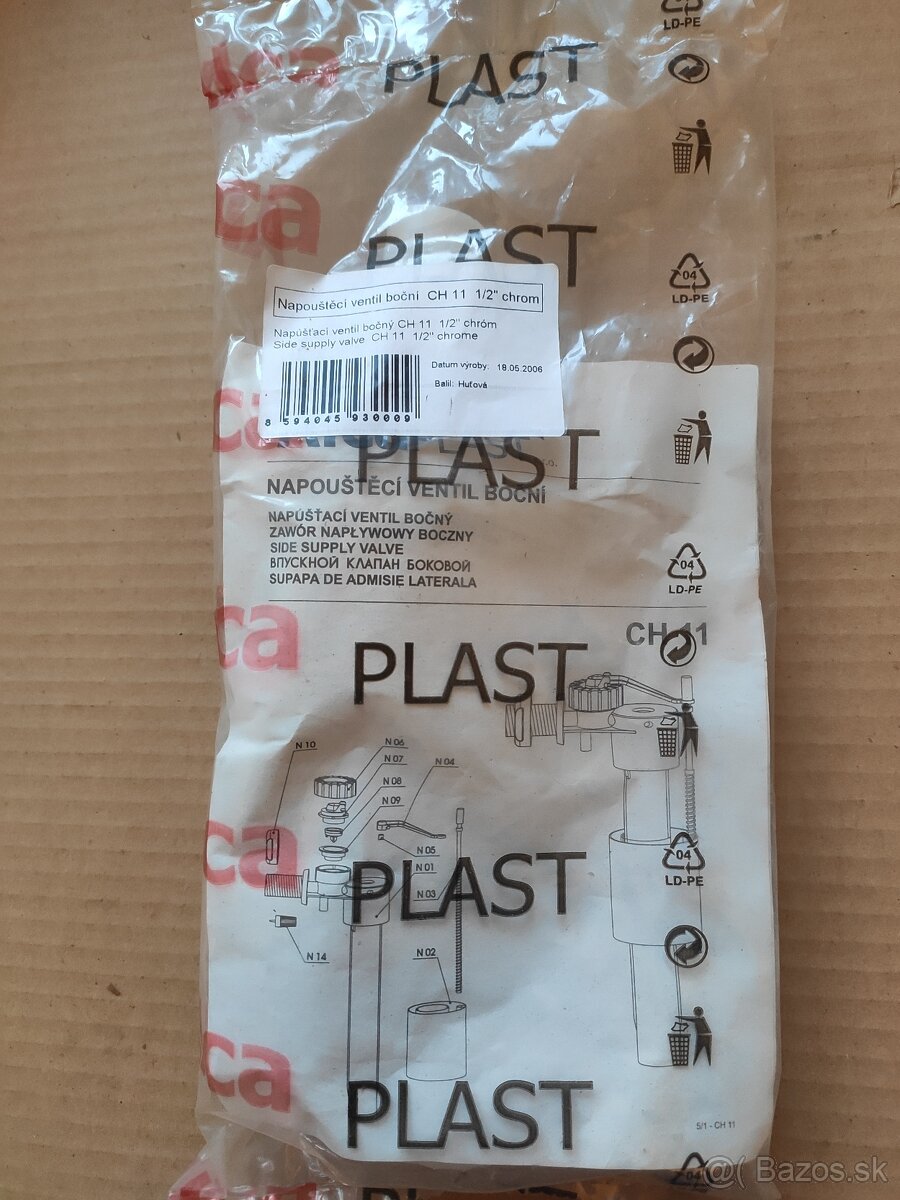 LD-PE
ca
PLAST
ca
PLAST
04
LD-PE
Napouštěcí ventil boční CH 11 1/2" chrom
Napúšťací ventil bočný CH 11 1/2" chróm
Side supply valve CH 11 1/2" chrome
Datum výroby: 18.05.2006
Balil: Huťová
8 594045 930009
ca
PLAST
NAPOUŠTĚCÍ VENTIL BOČNÍ
NAPÚŠŤACÍ VENTIL BOČNÝ
ZAWÓR NAPŁYWOWY BOCZNY
SIDE SUPPLY VALVE
ВПУСКНОЙ КЛАПАН БОКОВОЙ
SUPAPA DE ADMISIE LATERALA
04
LD-PE
ca
CH 11
PLAST
N 10
N 06
N 07
N 04
N 08
N 09
ca
04
LD-PE
N 05
N 01
PLAST
N 03
N 14
N 02
ca
PLAST
5/1 - CH 11
04
@( Bazos.sk